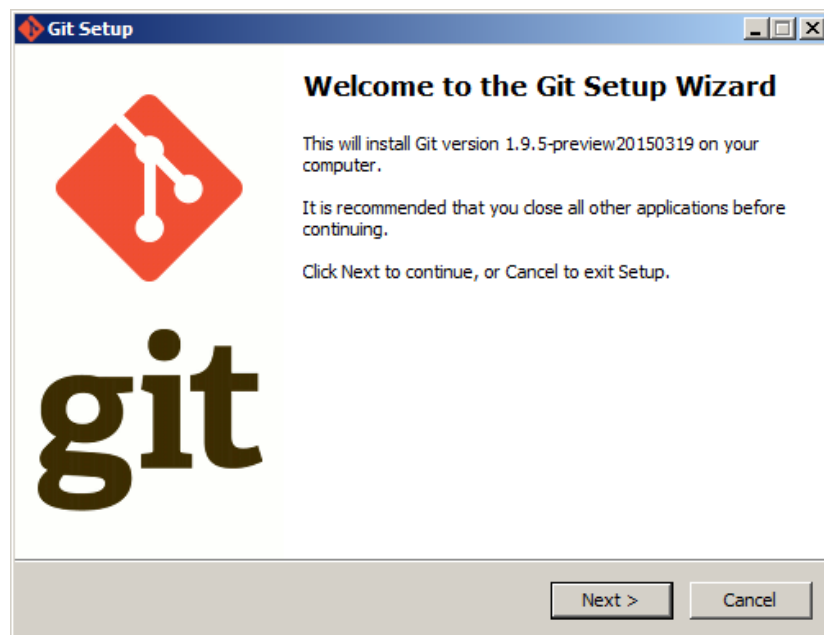 Git Setup
Welcome to the Git Setup Wizard
This will install Git version 1.9.5-preview20150319 on your
computer.
It is recommended that you close all other applications before
continuing.
Click Next to continue, or Cancel to exit Setup.
git
Next >
Cancel